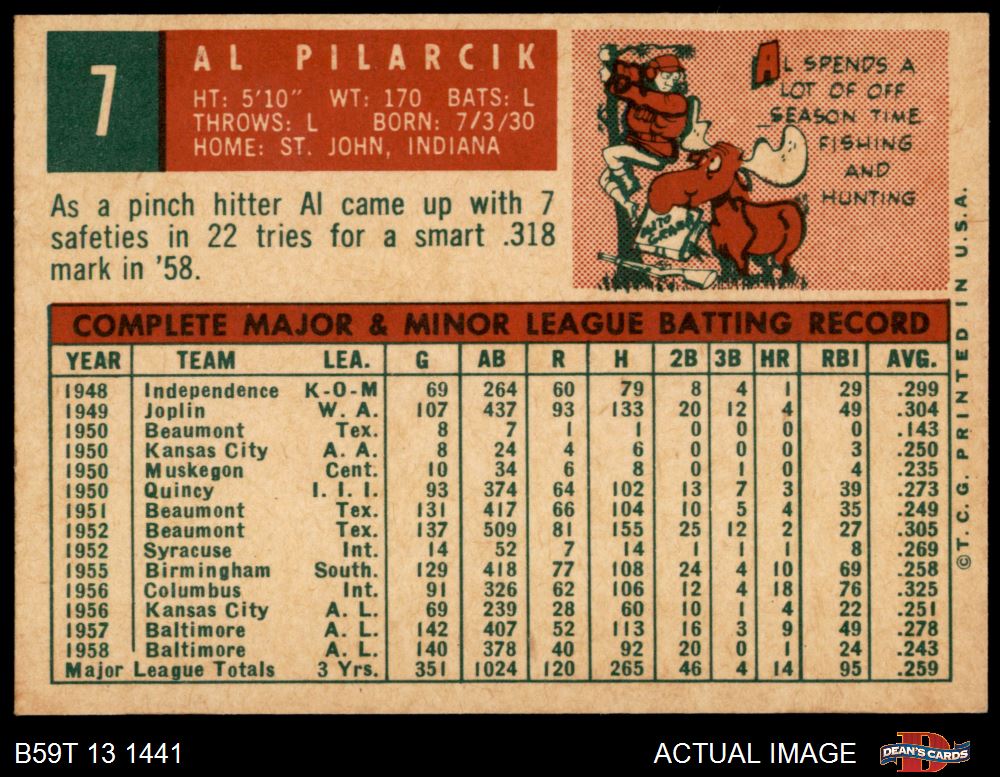 7
AL PILARCIK
HT: 5'10" WT: 170 BATS: L
THROWS: L BORN: 7/3/30
HOME: ST. JOHN, INDIANA
AL SPENDS A
LOT OF OFF
SEASON TIME
FISHING
AND
HUNTING
As a pinch hitter Al came up with 7
safeties in 22 tries for a smart .318
mark in '58.
COMPLETE MAJOR & MINOR LEAGUE BATTING RECORD
YEAR TEAM LEA. G AB R H 2B 3B HR RBI AVG.
1948 Independence K-O-M 69 264 60 79 8 4 1 29 .299
1949 Joplin W. A. 107 437 93 133 20 12 4 49 .304
1950 Beaumont Tex. 8 7 1 1 0 0 0 0 .143
1950 Kansas City A. A. 8 24 4 6 0 0 0 3 .250
1950 Muskegon Cent. 10 34 6 8 0 1 0 4 .235
1950 Quincy I. I. I. 93 374 64 102 13 7 3 39 .273
1951 Beaumont Tex. 131 417 66 104 10 5 4 35 .249
1952 Beaumont Tex. 137 509 81 155 25 12 2 27 .305
1952 Syracuse Int. 14 52 7 14 1 1 1 8 .269
1955 Birmingham South. 129 418 77 108 24 4 10 69 .258
1956 Columbus Int. 91 326 62 106 12 4 18 76 .325
1956 Kansas City A. L. 69 239 28 60 10 1 4 22 .251
1957 Baltimore A. L. 142 407 52 113 16 3 9 49 .278
1958 Baltimore A. L. 140 378 40 92 20 0 1 24 .243
Major League Totals 3 Yrs. 351 1024 120 265 46 4 14 95 .259
©T. C. G. PRINTED IN U.S.A.
B59T 13 1441
ACTUAL IMAGE
DEAN'S CARDS